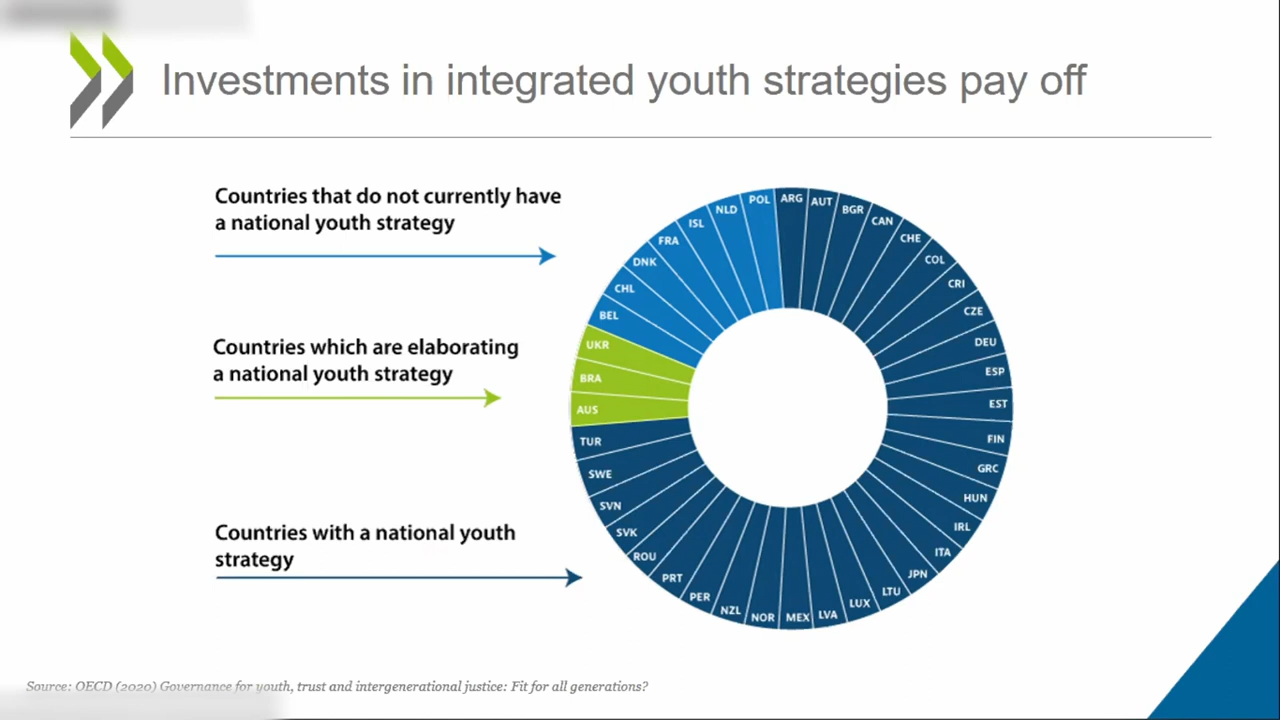 Investments in integrated youth strategies pay off
Countries that do not currently have
a national youth strategy
Countries which are elaborating
a national youth strategy
Countries with a national youth
strategy
ARG
AUT
BGR
CAN
CHE
COL
CRI
CZE
DEU
ESP
EST
FIN
GRC
HUN
IRL
ITA
JPN
LTU
LUX
LVA
MEX
NOR
NZL
PER
PRT
ROU
SVK
SVN
SWE
TUR
AUS
BRA
UKR
BEL
CHL
DNK
FRA
ISL
NLD
POL
Source: OECD (2020) Governance for youth, trust and intergenerational justice: Fit for all generations?